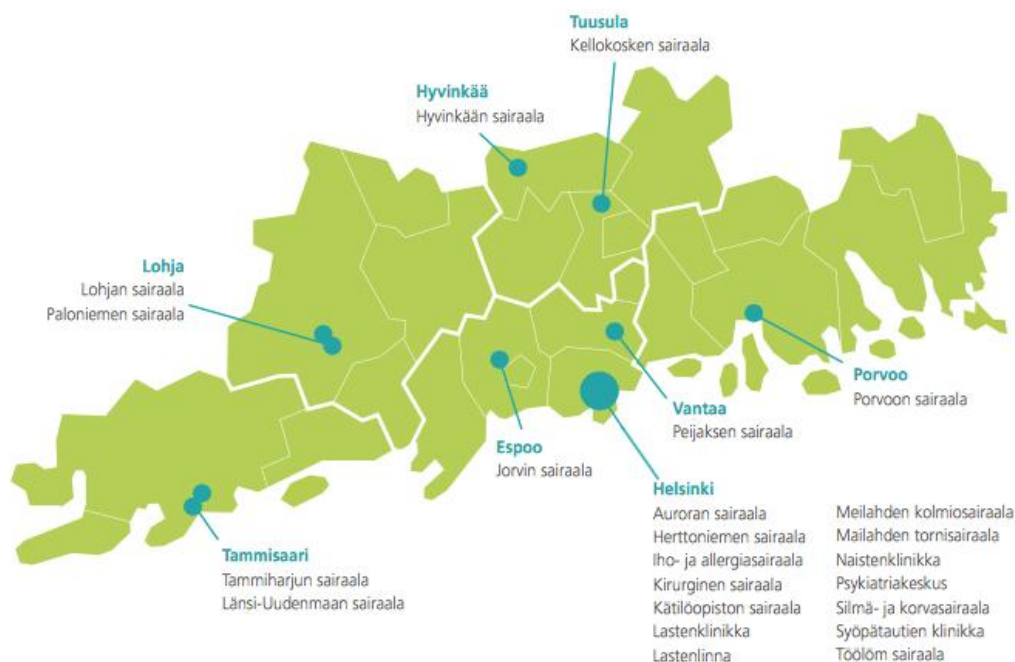 Tuusula
Kellokosken sairaala
Hyvinkää
Hyvinkään sairaala
Lohja
Lohjan sairaala
Paloniemen sairaala
Porvoo
Porvoon sairaala
Vantaa
Peijaksen sairaala
Espoo
Jorvin sairaala
Tammisaari
Tammiharjun sairaala
Länsi-Uudenmaan sairaala
Helsinki
Auroran sairaala
Herttoniemen sairaala
Iho- ja allergiasairaala
Kirurginen sairaala
Kätilöopiston sairaala
Lastenklinikka
Lastenlinna
Meilahden kolmiosairaala
Mailahden tornisairaala
Naistenklinikka
Psykiatriakeskus
Silmä- ja korvasairaala
Syöpätautien klinikka
Töölöm sairaala